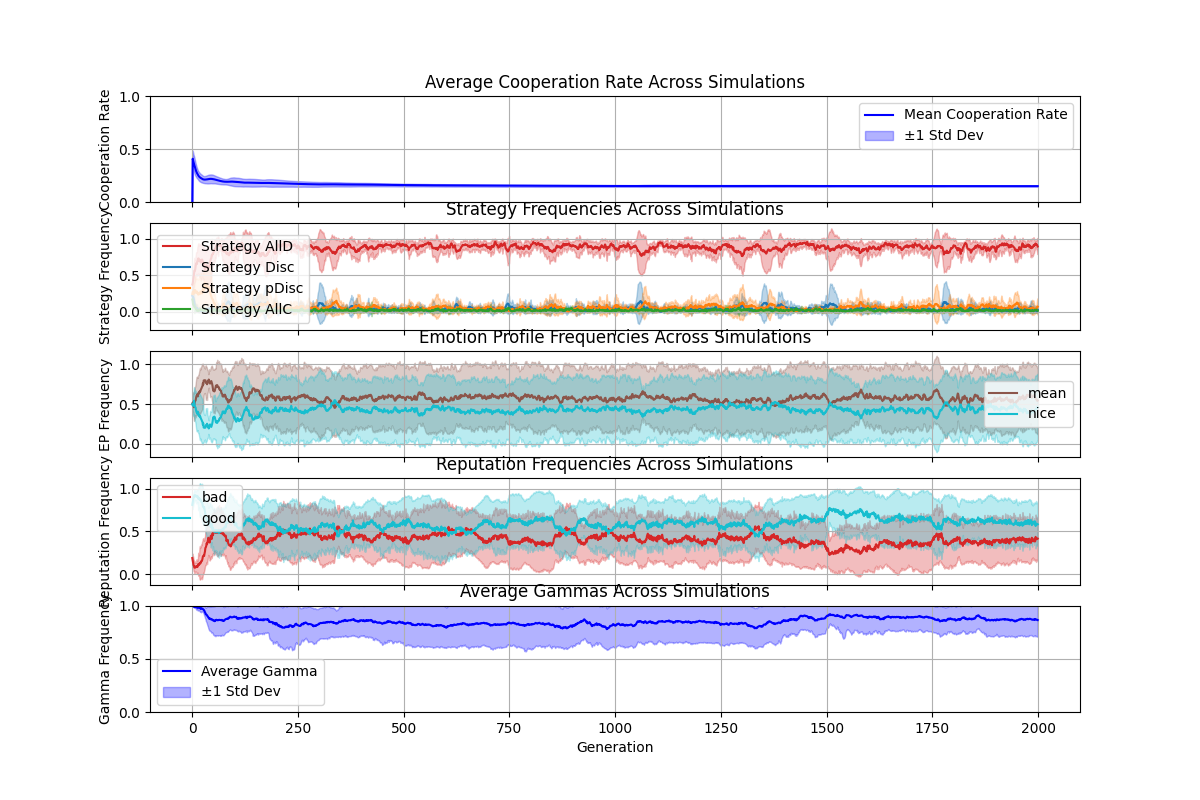 Average Cooperation Rate Across Simulations
Cooperation Rate
1.0
0.5
0.0
Mean Cooperation Rate
±1 Std Dev
Strategy Frequencies Across Simulations
Strategy Frequency
1.0
0.5
0.0
Strategy AllD
Strategy Disc
Strategy pDisc
Strategy AllC
Emotion Profile Frequencies Across Simulations
EP Frequency
1.0
0.5
0.0
mean
nice
Reputation Frequencies Across Simulations
Reputation Frequency
1.0
0.5
0.0
bad
good
Average Gammas Across Simulations
Gamma Frequency
1.0
0.5
0.0
Average Gamma
±1 Std Dev
0 250 500 750 1000 1250 1500 1750 2000
Generation